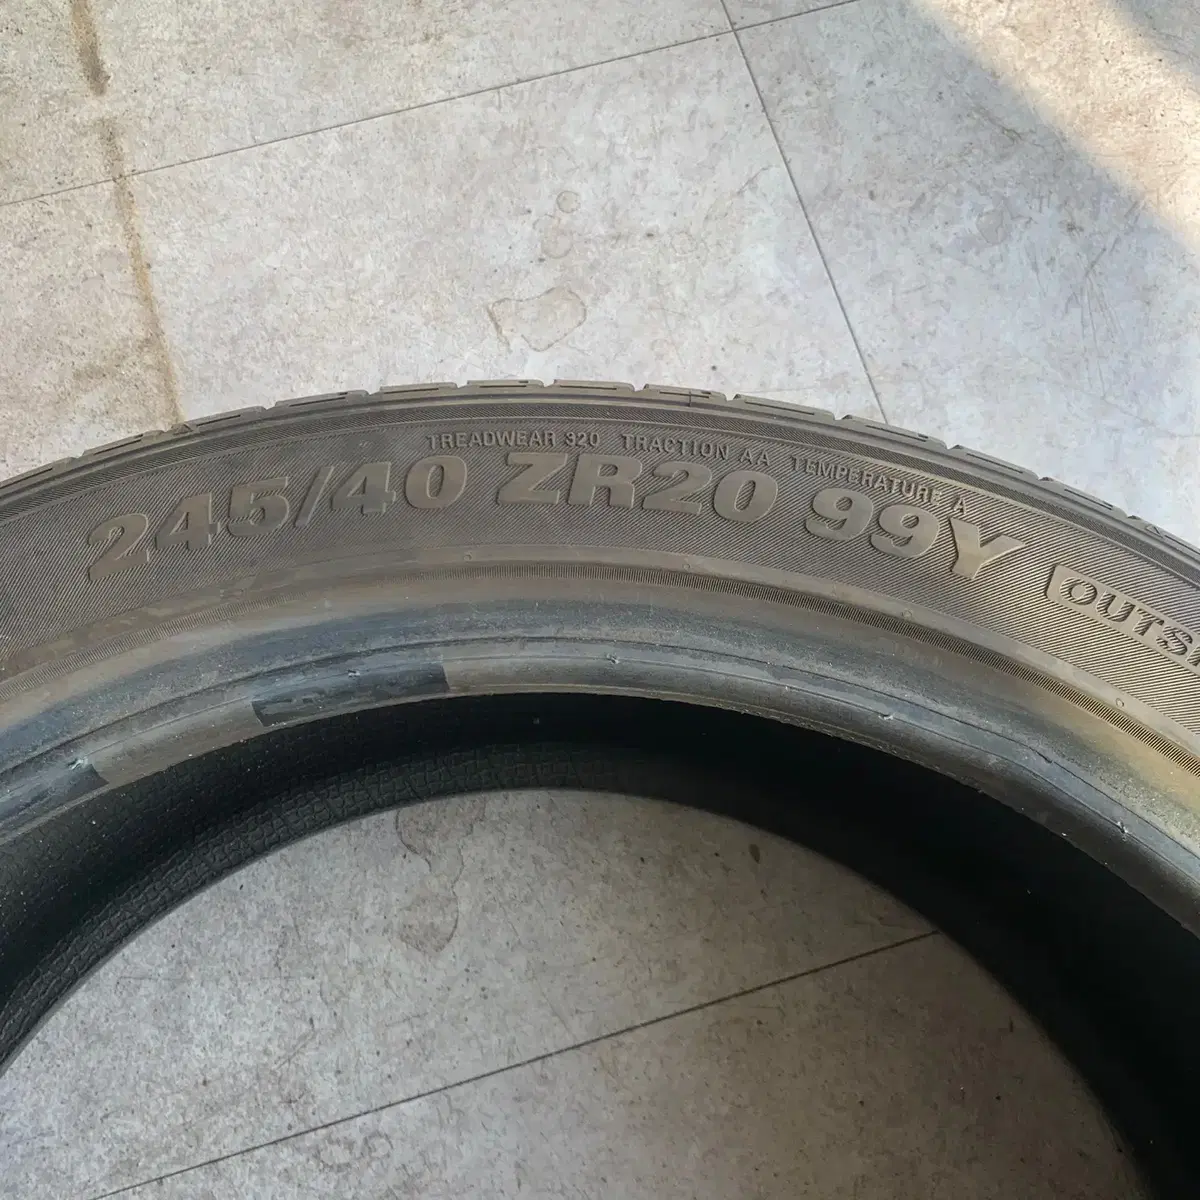 TREADWEAR 320 TRACTION AA TEMPERATURE A
245/40 ZR20 99Y